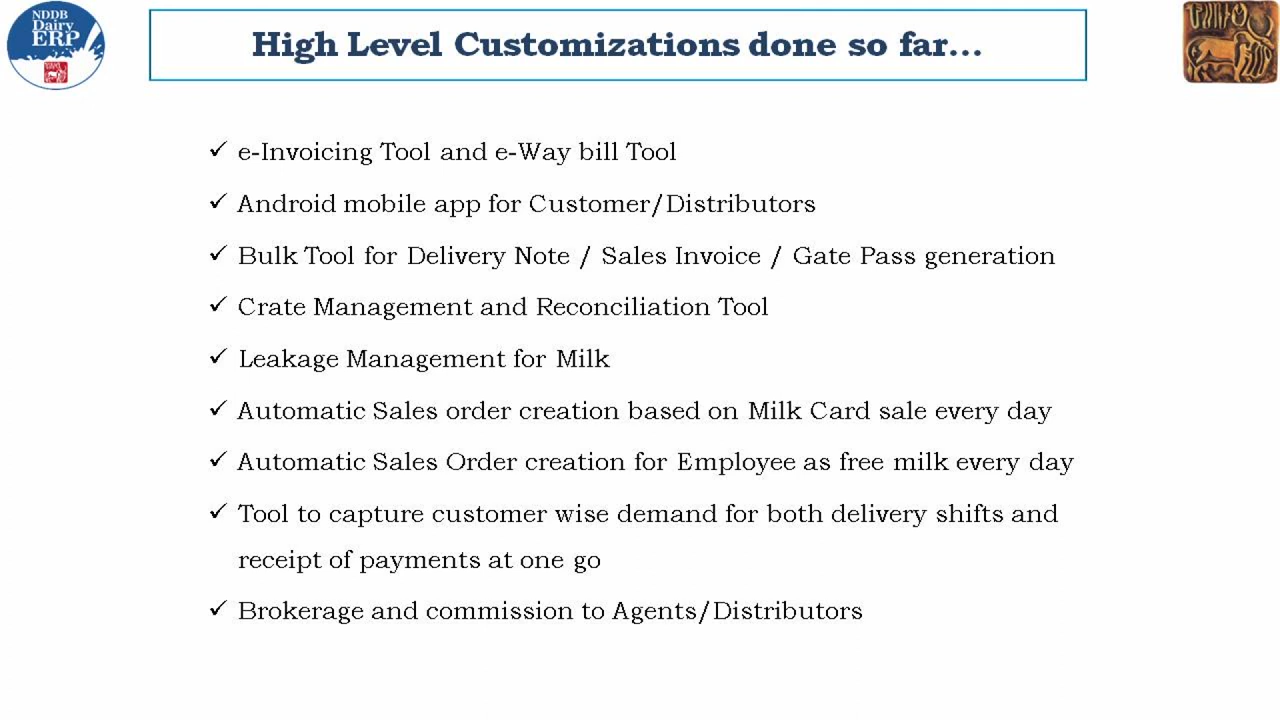 NDDB
Dairy
ERP
High Level Customizations done so far...
✓ e-Invoicing Tool and e-Way bill Tool
✓ Android mobile app for Customer/Distributors
✓ Bulk Tool for Delivery Note / Sales Invoice / Gate Pass generation
✓ Crate Management and Reconciliation Tool
✓ Leakage Management for Milk
✓ Automatic Sales order creation based on Milk Card sale every day
✓ Automatic Sales Order creation for Employee as free milk every day
✓ Tool to capture customer wise demand for both delivery shifts and
receipt of payments at one go
✓ Brokerage and commission to Agents/Distributors